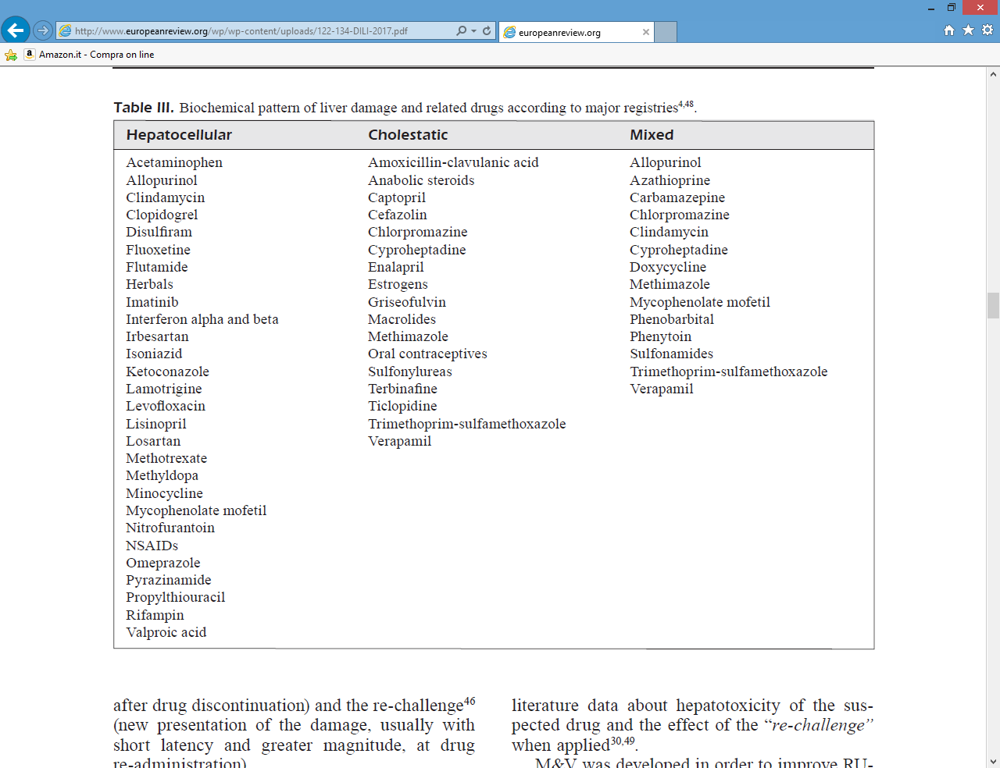 http://www.europeanreview.org/wp/wp-content/uploads/122-134-DILI-2017.pdf
europeanreview.org
Amazon.it - Compra on line
Table III. Biochemical pattern of liver damage and related drugs according to major registries4,48.
Hepatocellular Cholestatic Mixed
Acetaminophen Amoxicillin-clavulanic acid Allopurinol
Allopurinol Anabolic steroids Azathioprine
Clindamycin Captopril Carbamazepine
Clopidogrel Cefazolin Chlorpromazine
Disulfiram Chlorpromazine Clindamycin
Fluoxetine Cyproheptadine Cyproheptadine
Flutamide Enalapril Doxycycline
Herbals Estrogens Methimazole
Imatinib Griseofulvin Mycophenolate mofetil
Interferon alpha and beta Macrolides Phenobarbital
Irbesartan Methimazole Phenytoin
Isoniazid Oral contraceptives Sulfonamides
Ketoconazole Sulfonylureas Trimethoprim-sulfamethoxazole
Lamotrigine Terbinafine Verapamil
Levofloxacin Ticlopidine
Lisinopril Trimethoprim-sulfamethoxazole
Losartan Verapamil
Methotrexate
Methyldopa
Minocycline
Mycophenolate mofetil
Nitrofurantoin
NSAIDs
Omeprazole
Pyrazinamide
Propylthiouracil
Rifampin
Valproic acid
after drug discontinuation) and the re-challenge46
(new presentation of the damage, usually with
short latency and greater magnitude, at drug
re-administration)
literature data about hepatotoxicity of the sus-
pected drug and the effect of the “re-challenge”
when applied30,49.
M&V was developed in order to improve RU-